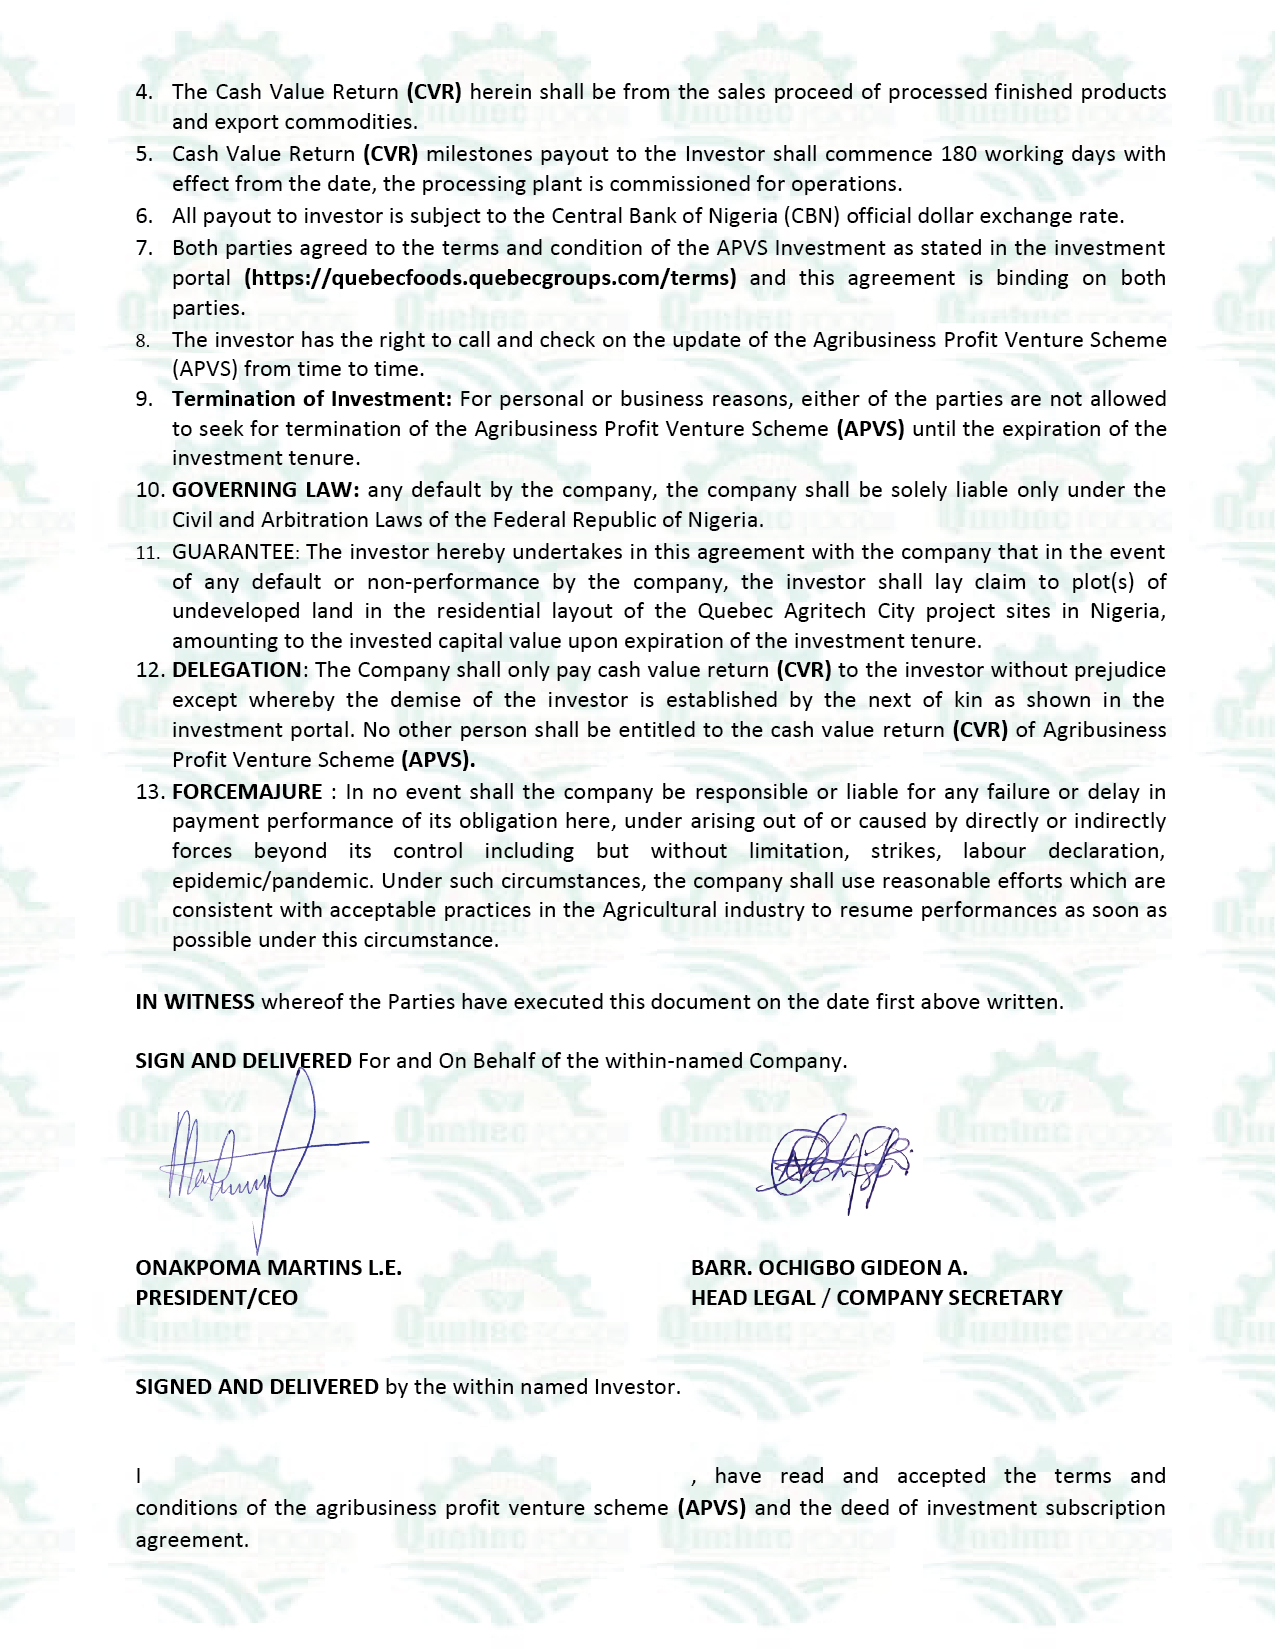 4. The Cash Value Return (CVR) herein shall be from the sales proceed of processed finished products
and export commodities.
5. Cash Value Return (CVR) milestones payout to the Investor shall commence 180 working days with
effect from the date, the processing plant is commissioned for operations.
6. All payout to investor is subject to the Central Bank of Nigeria (CBN) official dollar exchange rate.
7. Both parties agreed to the terms and condition of the APVS Investment as stated in the investment
portal (https://quebecfoods.quebecgroups.com/terms) and this agreement is binding on both
parties.
8. The investor has the right to call and check on the update of the Agribusiness Profit Venture Scheme
(APVS) from time to time.
9. Termination of Investment: For personal or business reasons, either of the parties are not allowed
to seek for termination of the Agribusiness Profit Venture Scheme (APVS) until the expiration of the
investment tenure.
10. GOVERNING LAW: any default by the company, the company shall be solely liable only under the
Civil and Arbitration Laws of the Federal Republic of Nigeria.
11. GUARANTEE: The investor hereby undertakes in this agreement with the company that in the event
of any default or non-performance by the company, the investor shall lay claim to plot(s) of
undeveloped land in the residential layout of the Quebec Agritech City project sites in Nigeria,
amounting to the invested capital value upon expiration of the investment tenure.
12. DELEGATION: The Company shall only pay cash value return (CVR) to the investor without prejudice
except whereby the demise of the investor is established by the next of kin as shown in the
investment portal. No other person shall be entitled to the cash value return (CVR) of Agribusiness
Profit Venture Scheme (APVS).
13. FORCEMAJURE : In no event shall the company be responsible or liable for any failure or delay in
payment performance of its obligation here, under arising out of or caused by directly or indirectly
forces beyond its control including but without limitation, strikes, labour declaration,
epidemic/pandemic. Under such circumstances, the company shall use reasonable efforts which are
consistent with acceptable practices in the Agricultural industry to resume performances as soon as
possible under this circumstance.
IN WITNESS whereof the Parties have executed this document on the date first above written.
SIGN AND DELIVERED For and On Behalf of the within-named Company.
ONAKPOMA MARTINS L.E. BARR. OCHIGBO GIDEON A.
PRESIDENT/CEO HEAD LEGAL / COMPANY SECRETARY
SIGNED AND DELIVERED by the within named Investor.
I , have read and accepted the terms and
conditions of the agribusiness profit venture scheme (APVS) and the deed of investment subscription
agreement.